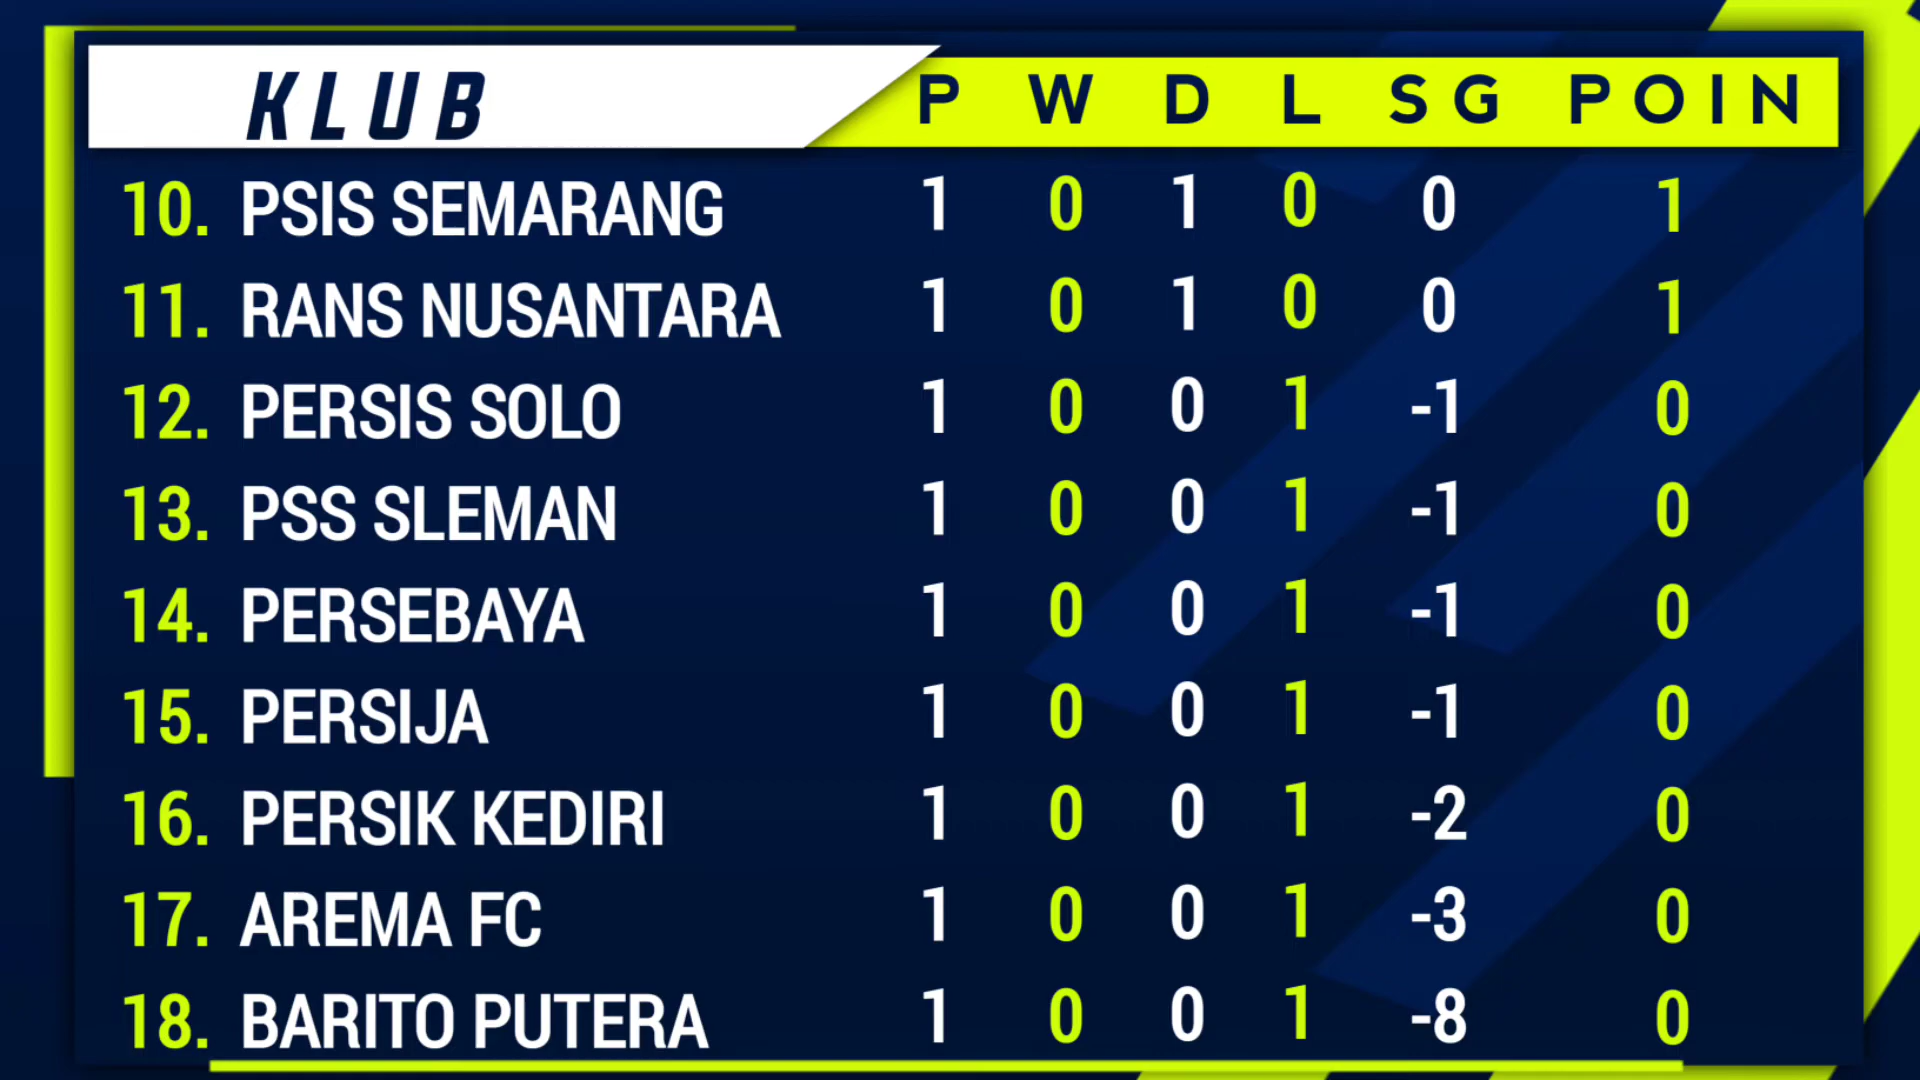 KLUB P W D L SG POIN
10. PSIS SEMARANG 1 0 1 0 0 1
11. RANS NUSANTARA 1 0 1 0 0 1
12. PERSIS SOLO 1 0 0 1 -1 0
13. PSS SLEMAN 1 0 0 1 -1 0
14. PERSEBAYA 1 0 0 1 -1 0
15. PERSIJA 1 0 0 1 -1 0
16. PERSIK KEDIRI 1 0 0 1 -2 0
17. AREMA FC 1 0 0 1 -3 0
18. BARITO PUTERA 1 0 0 1 -8 0